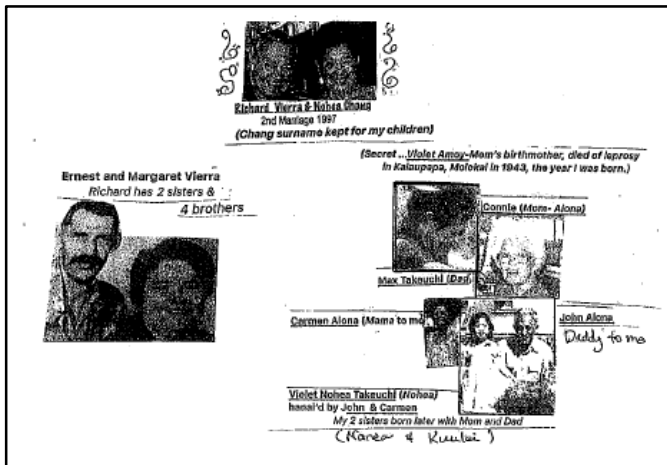 Richard Vierra & Nohea Chang
2nd Marriage 1997
(Chang surname kept for my children)
(Secret ...Violet Amoy-Mom's birthmother, died of leprosy
in Kalaupapa, Molokai in 1943, the year I was born.)
Ernest and Margaret Vierra
Richard has 2 sisters &
4 brothers
Connie (Mom- Alona)
Max Takeuchi (Dad)
Carmen Alona (Mama to me)
John Alona
Daddy to me
Violet Nohea Takeuchi (Nohea)
hanai'd by John & Carmen
My 2 sisters born later with Mom and Dad